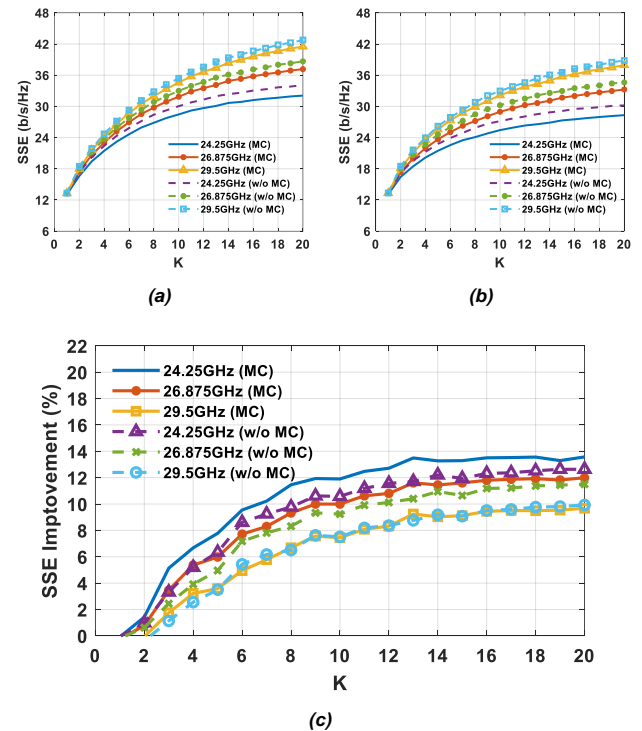 48
42
36
30
24
18
12
6
SSE (b/s/Hz)
24.25GHz (MC)
26.875GHz (MC)
29.5GHz (MC)
24.25GHz (w/o MC)
26.875GHz (w/o MC)
29.5GHz (w/o MC)
0 2 4 6 8 10 12 14 16 18 20
K
(a)
48
42
36
30
24
18
12
6
SSE (b/s/Hz)
24.25GHz (MC)
26.875GHz (MC)
29.5GHz (MC)
24.25GHz (w/o MC)
26.875GHz (w/o MC)
29.5GHz (w/o MC)
0 2 4 6 8 10 12 14 16 18 20
K
(b)
22
20
18
16
14
12
10
8
6
4
2
0
SSE Imptovement (%)
24.25GHz (MC)
26.875GHz (MC)
29.5GHz (MC)
24.25GHz (w/o MC)
26.875GHz (w/o MC)
29.5GHz (w/o MC)
0 2 4 6 8 10 12 14 16 18 20
K
(c)